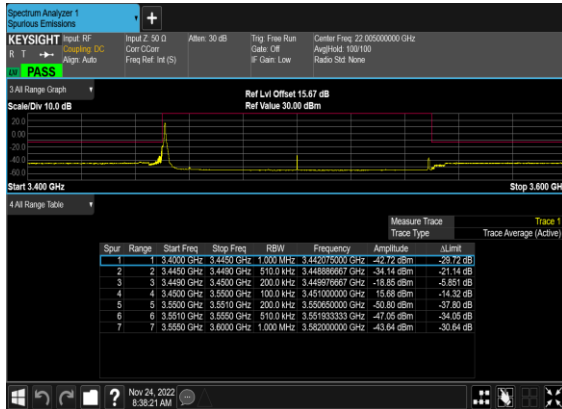 Spectrum Analyzer 1
Spurious Emissions
KEYSIGHT Input: RF Input Z: 50 Ω Atten: 30 dB Trig: Free Run Center Freq: 22.005000000 GHz
R T Coupling: DC Corr CCorr Gate: Off Avg|Hold: 100/100
Align: Auto Freq Ref: Int (S) IF Gain: Low Radio Std: None
LU PASS
3 All Range Graph
Ref Lvl Offset 15.67 dB
Scale/Div 10.0 dB Ref Value 30.00 dBm
20.0
0.00
-20.0
-40.0
-60.0
Start 3.400 GHz Stop 3.600 GH
4 All Range Table
Measure Trace Trace 1
Trace Type Trace Average (Active)
Spur Range Start Freq Stop Freq RBW Frequency Amplitude ΔLimit
1 1 3.4000 GHz 3.4450 GHz 1.000 MHz 3.442075000 GHz -42.72 dBm -29.72 dB
2 2 3.4450 GHz 3.4490 GHz 510.0 kHz 3.448886667 GHz -34.14 dBm -21.14 dB
3 3 3.4490 GHz 3.4500 GHz 200.0 kHz 3.449976667 GHz -18.85 dBm -5.851 dB
4 4 3.4500 GHz 3.5500 GHz 100.0 kHz 3.451000000 GHz 15.68 dBm -14.32 dB
5 5 3.5500 GHz 3.5510 GHz 200.0 kHz 3.550650000 GHz -50.80 dBm -37.80 dB
6 6 3.5510 GHz 3.5550 GHz 510.0 kHz 3.551933333 GHz -47.05 dBm -34.05 dB
7 7 3.5550 GHz 3.6000 GHz 1.000 MHz 3.582000000 GHz -43.64 dBm -30.64 dB
Nov 24, 2022
8:38:21 AM